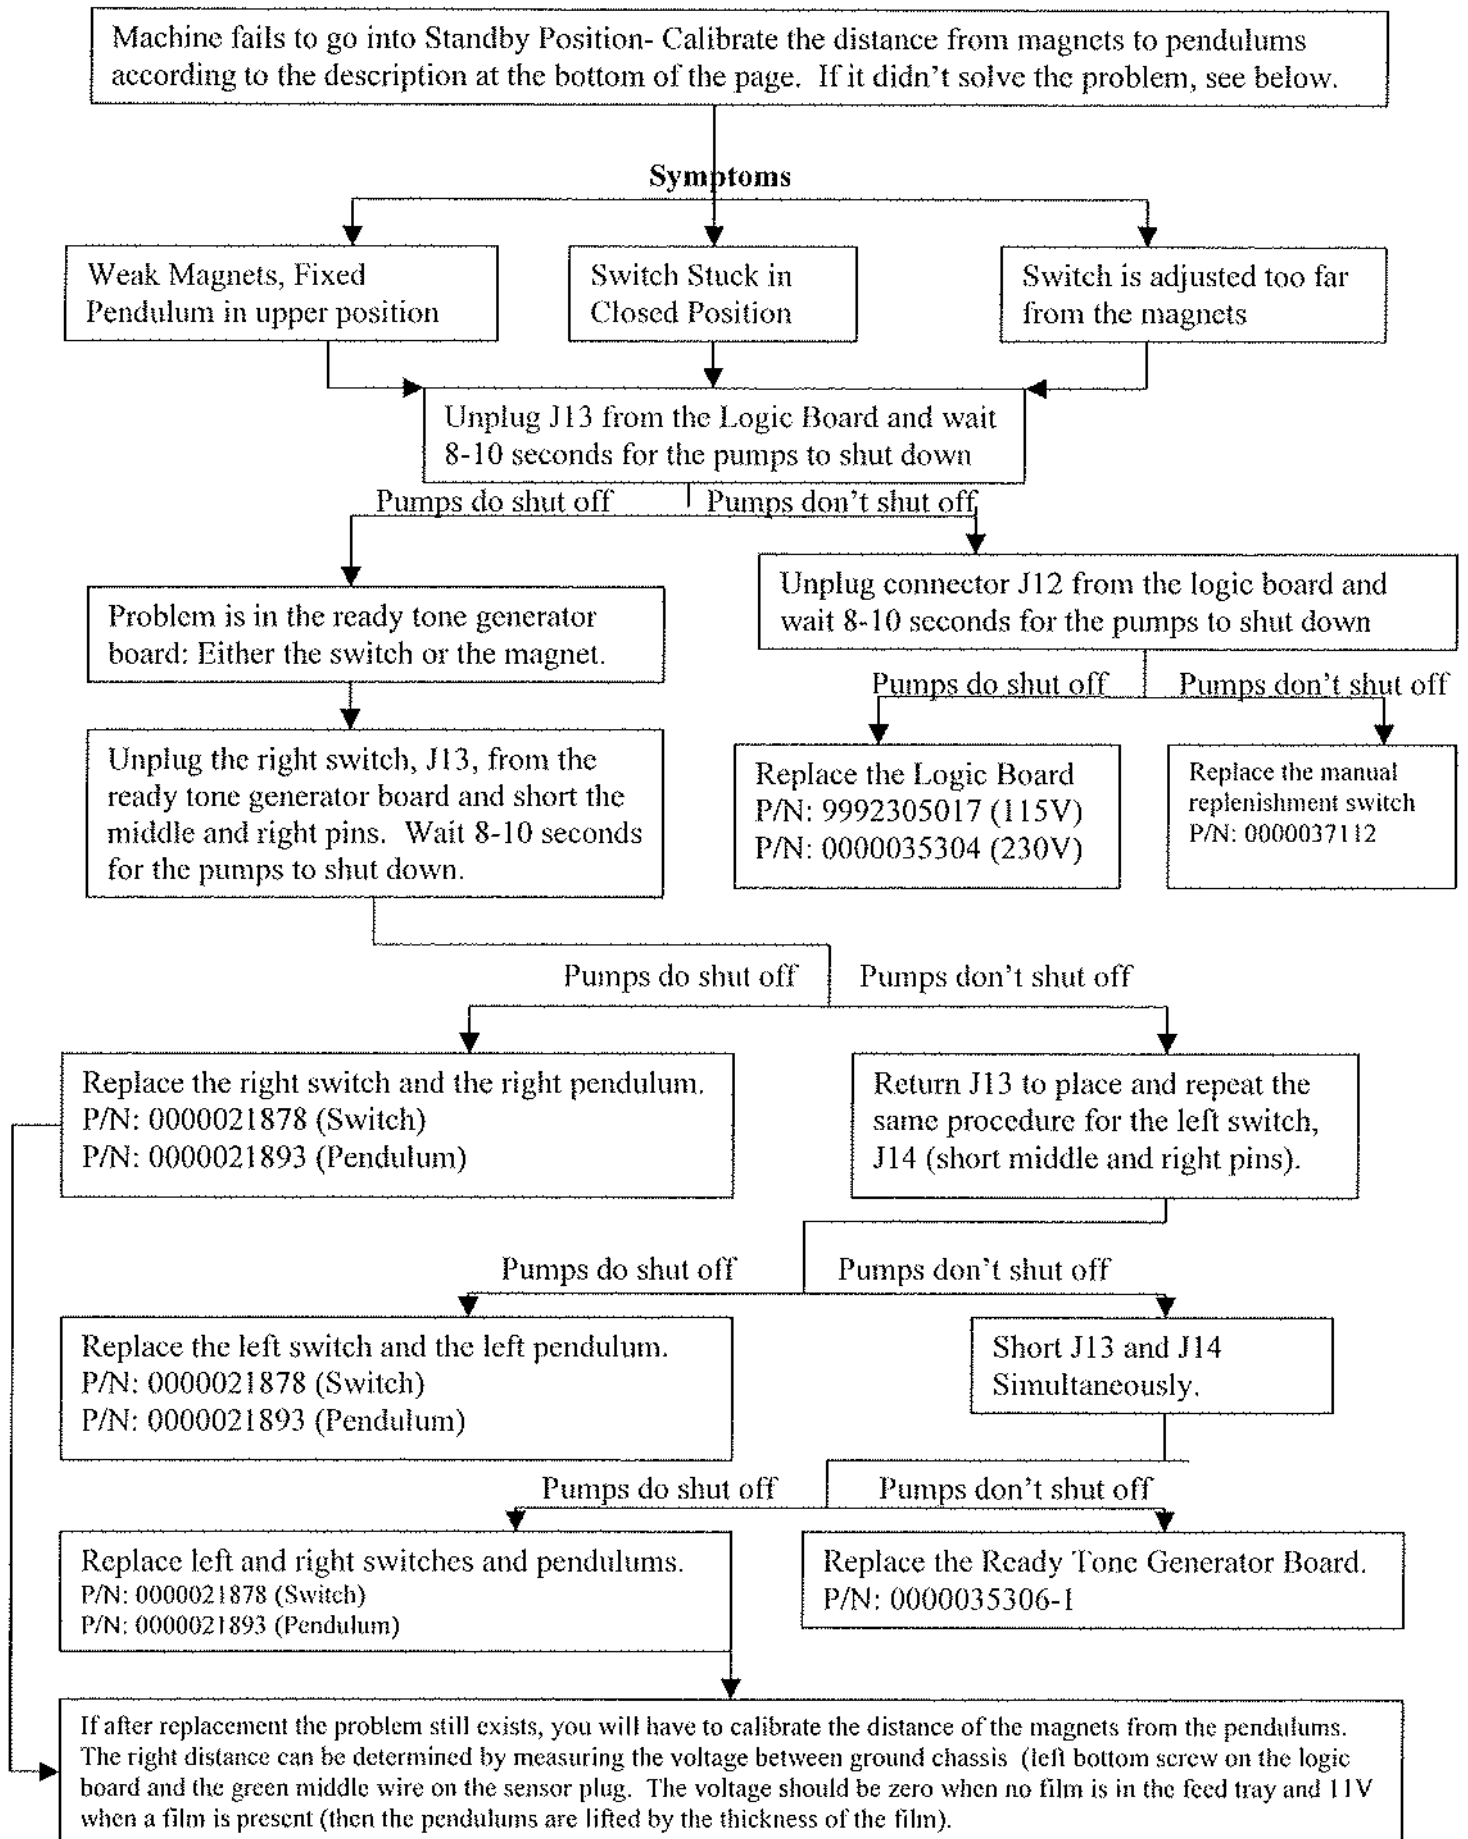 Machine fails to go into Standby Position- Calibrate the distance from magnets to pendulums
according to the description at the bottom of the page. If it didn't solve the problem, see below.
Symptoms
Weak Magnets, Fixed
Pendulum in upper position
Switch Stuck in
Closed Position
Switch is adjusted too far
from the magnets
Unplug J13 from the Logic Board and wait
8-10 seconds for the pumps to shut down
Pumps do shut off
Pumps don't shut off
Problem is in the ready tone generator
board: Either the switch or the magnet.
Unplug connector J12 from the logic board and
wait 8-10 seconds for the pumps to shut down
Pumps do shut off
Pumps don't shut off
Unplug the right switch, J13, from the
ready tone generator board and short the
middle and right pins. Wait 8-10 seconds
for the pumps to shut down.
Replace the Logic Board
P/N: 9992305017 (115V)
P/N: 0000035304 (230V)
Replace the manual
replenishment switch
P/N: 0000037112
Pumps do shut off
Pumps don't shut off
Replace the right switch and the right pendulum.
P/N: 0000021878 (Switch)
P/N: 0000021893 (Pendulum)
Return J13 to place and repeat the
same procedure for the left switch,
J14 (short middle and right pins).
Pumps do shut off
Pumps don't shut off
Replace the left switch and the left pendulum.
P/N: 0000021878 (Switch)
P/N: 0000021893 (Pendulum)
Short J13 and J14
Simultaneously.
Pumps do shut off
Pumps don't shut off
Replace left and right switches and pendulums.
P/N: 0000021878 (Switch)
P/N: 0000021893 (Pendulum)
Replace the Ready Tone Generator Board.
P/N: 0000035306-1
If after replacement the problem still exists, you will have to calibrate the distance of the magnets from the pendulums.
The right distance can be determined by measuring the voltage between ground chassis (left bottom screw on the logic
board and the green middle wire on the sensor plug. The voltage should be zero when no film is in the feed tray and 11V
when a film is present (then the pendulums are lifted by the thickness of the film).